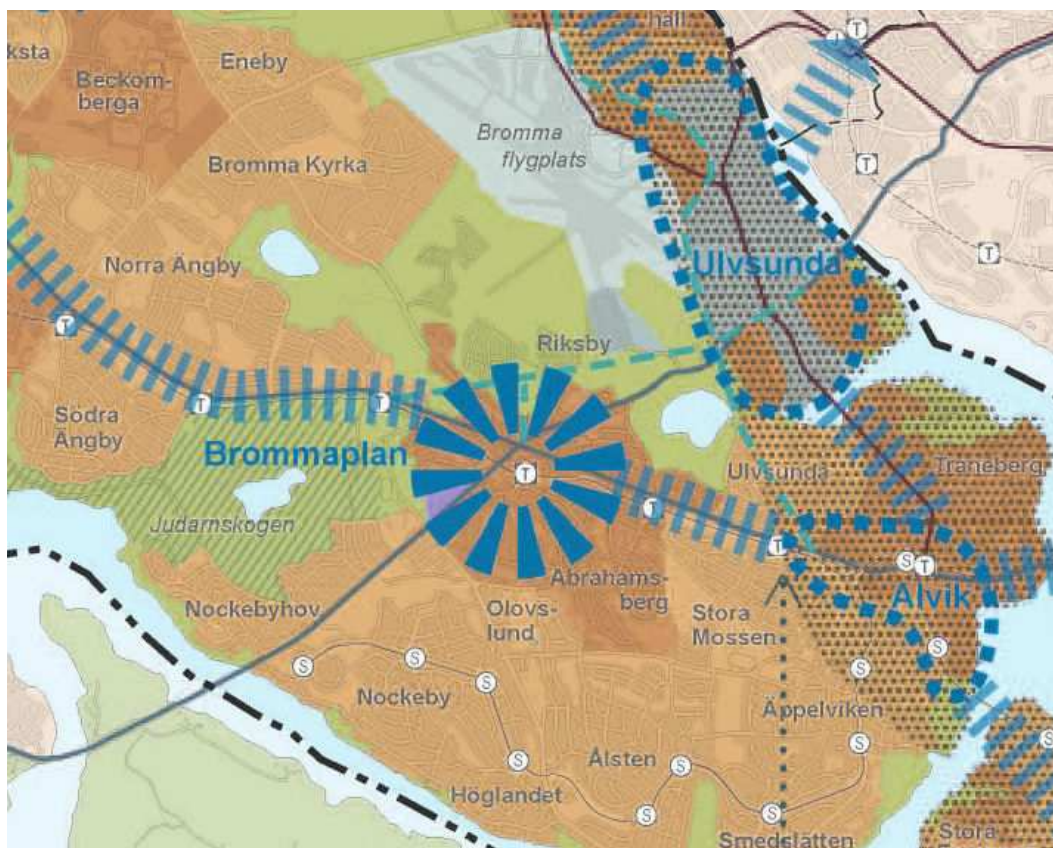 hall
ksta
Eneby
Beckom-
berga
Bromma
flygplats
Bromma Kyrka
Ulvsunda
Norra Ängby
Riksby
Södra
Ängby
Brommaplan
Ulvsunda
Traneberg
Judarnskogen
Abrahams-
berg
Alvik
Nockebyhov
Olovs-
lund
Stora
Mossen
Nockeby
Äppelviken
Ålsten
Höglandet
Smedslätten
Stora
T
T
T
T
T
T
T
T
T
T
S
S
S
S
S
S
S
S
S
S
S
S